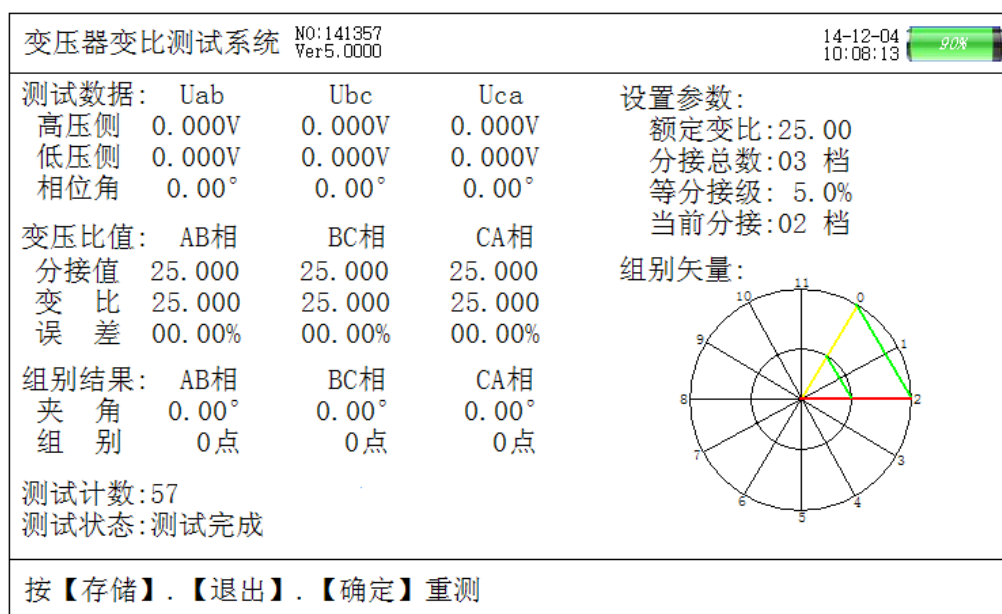 变压器变比测试系统 NO:141357
Ver5.0000
14-12-04
10:08:13
90%
测试数据: Uab Ubc Uca
高压侧 0.000V 0.000V 0.000V
低压侧 0.000V 0.000V 0.000V
相位角 0.00° 0.00° 0.00°
变压比值: AB相 BC相 CA相
分接值 25.000 25.000 25.000
变 比 25.000 25.000 25.000
误 差 00.00% 00.00% 00.00%
组别结果: AB相 BC相 CA相
夹 角 0.00° 0.00° 0.00°
组 别 0点 0点 0点
测试计数:57
测试状态:测试完成
设置参数:
额定变比:25.00
分接总数:03 档
等分接级: 5.0%
当前分接:02 档
组别矢量:
11
10 0
9 1
8 2
7 3
6 4
5
按【存储】.【退出】.【确定】重测